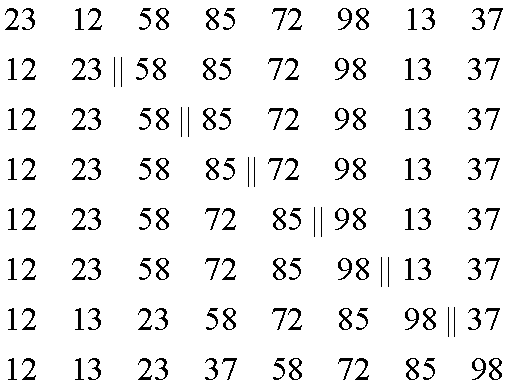 23 12 58 85 72 98 13 37
12 23 || 58 85 72 98 13 37
12 23 58 || 85 72 98 13 37
12 23 58 85 || 72 98 13 37
12 23 58 72 85 || 98 13 37
12 23 58 72 85 98 || 13 37
12 13 23 58 72 85 98 || 37
12 13 23 37 58 72 85 98